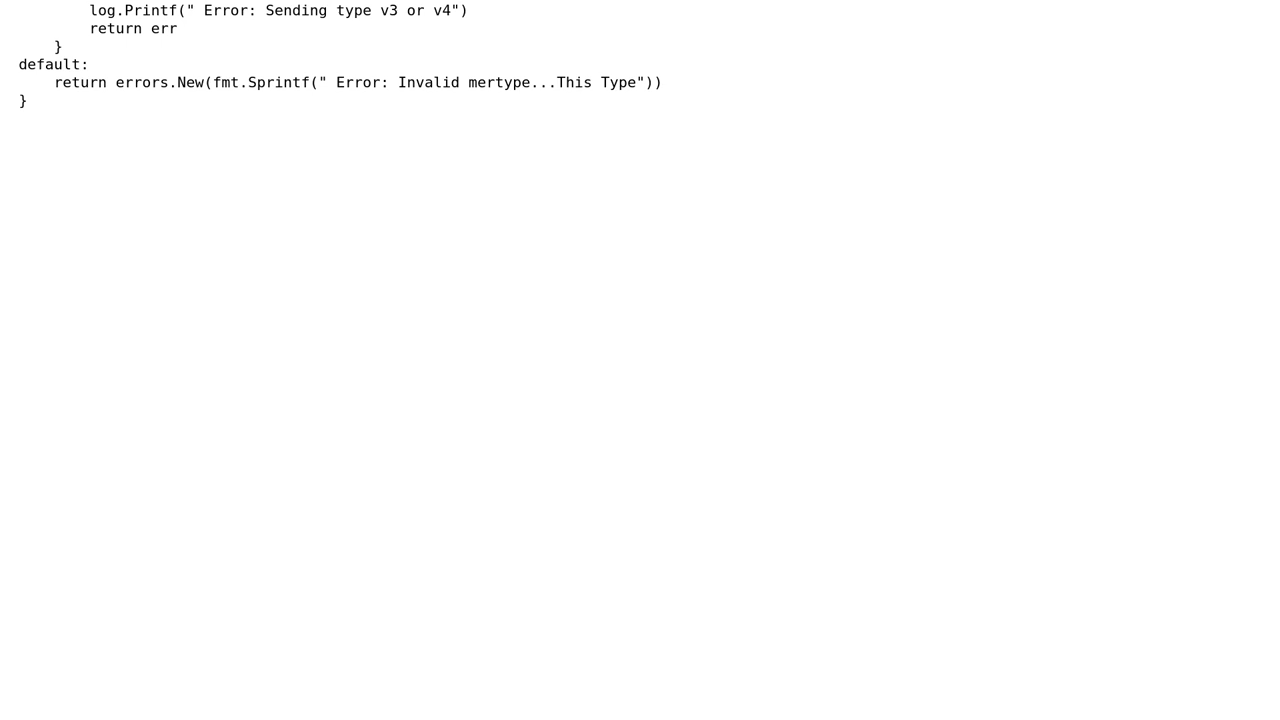 log.Printf(" Error: Sending type v3 or v4")
        return err
    }
default:
    return errors.New(fmt.Sprintf(" Error: Invalid mertype...This Type"))
}